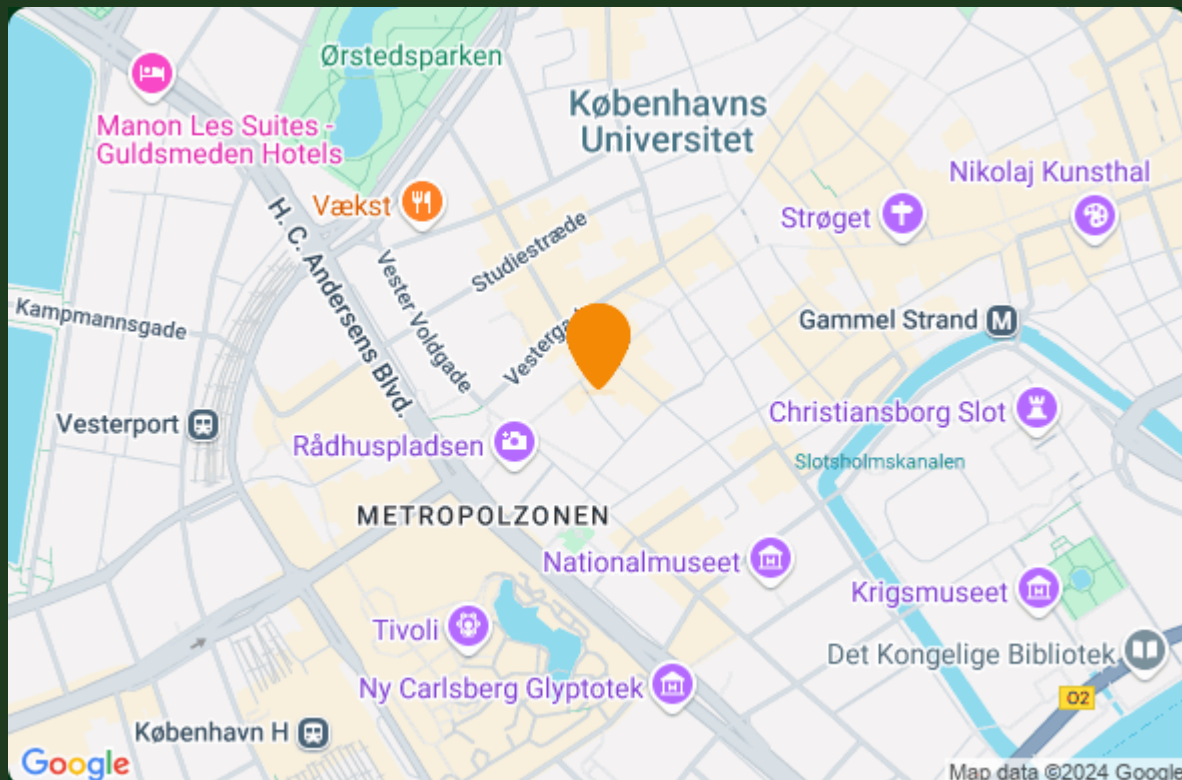 Ørstedsparken
Københavns
Universitet
Manon Les Suites -
Guldsmeden Hotels
Nikolaj Kunsthal
Vækst
Strøget
Studiestræde
H. C. Andersens Blvd.
Vester Voldgade
Kampmannsgade
Gammel Strand
M
Vesterport
Christiansborg Slot
Rådhuspladsen
Slotsholmskanalen
METROPOLZONEN
Nationalmuseet
Krigsmuseet
Tivoli
Det Kongelige Bibliotek
Ny Carlsberg Glyptotek
O2
København H
Google
Map data ©2024 Google